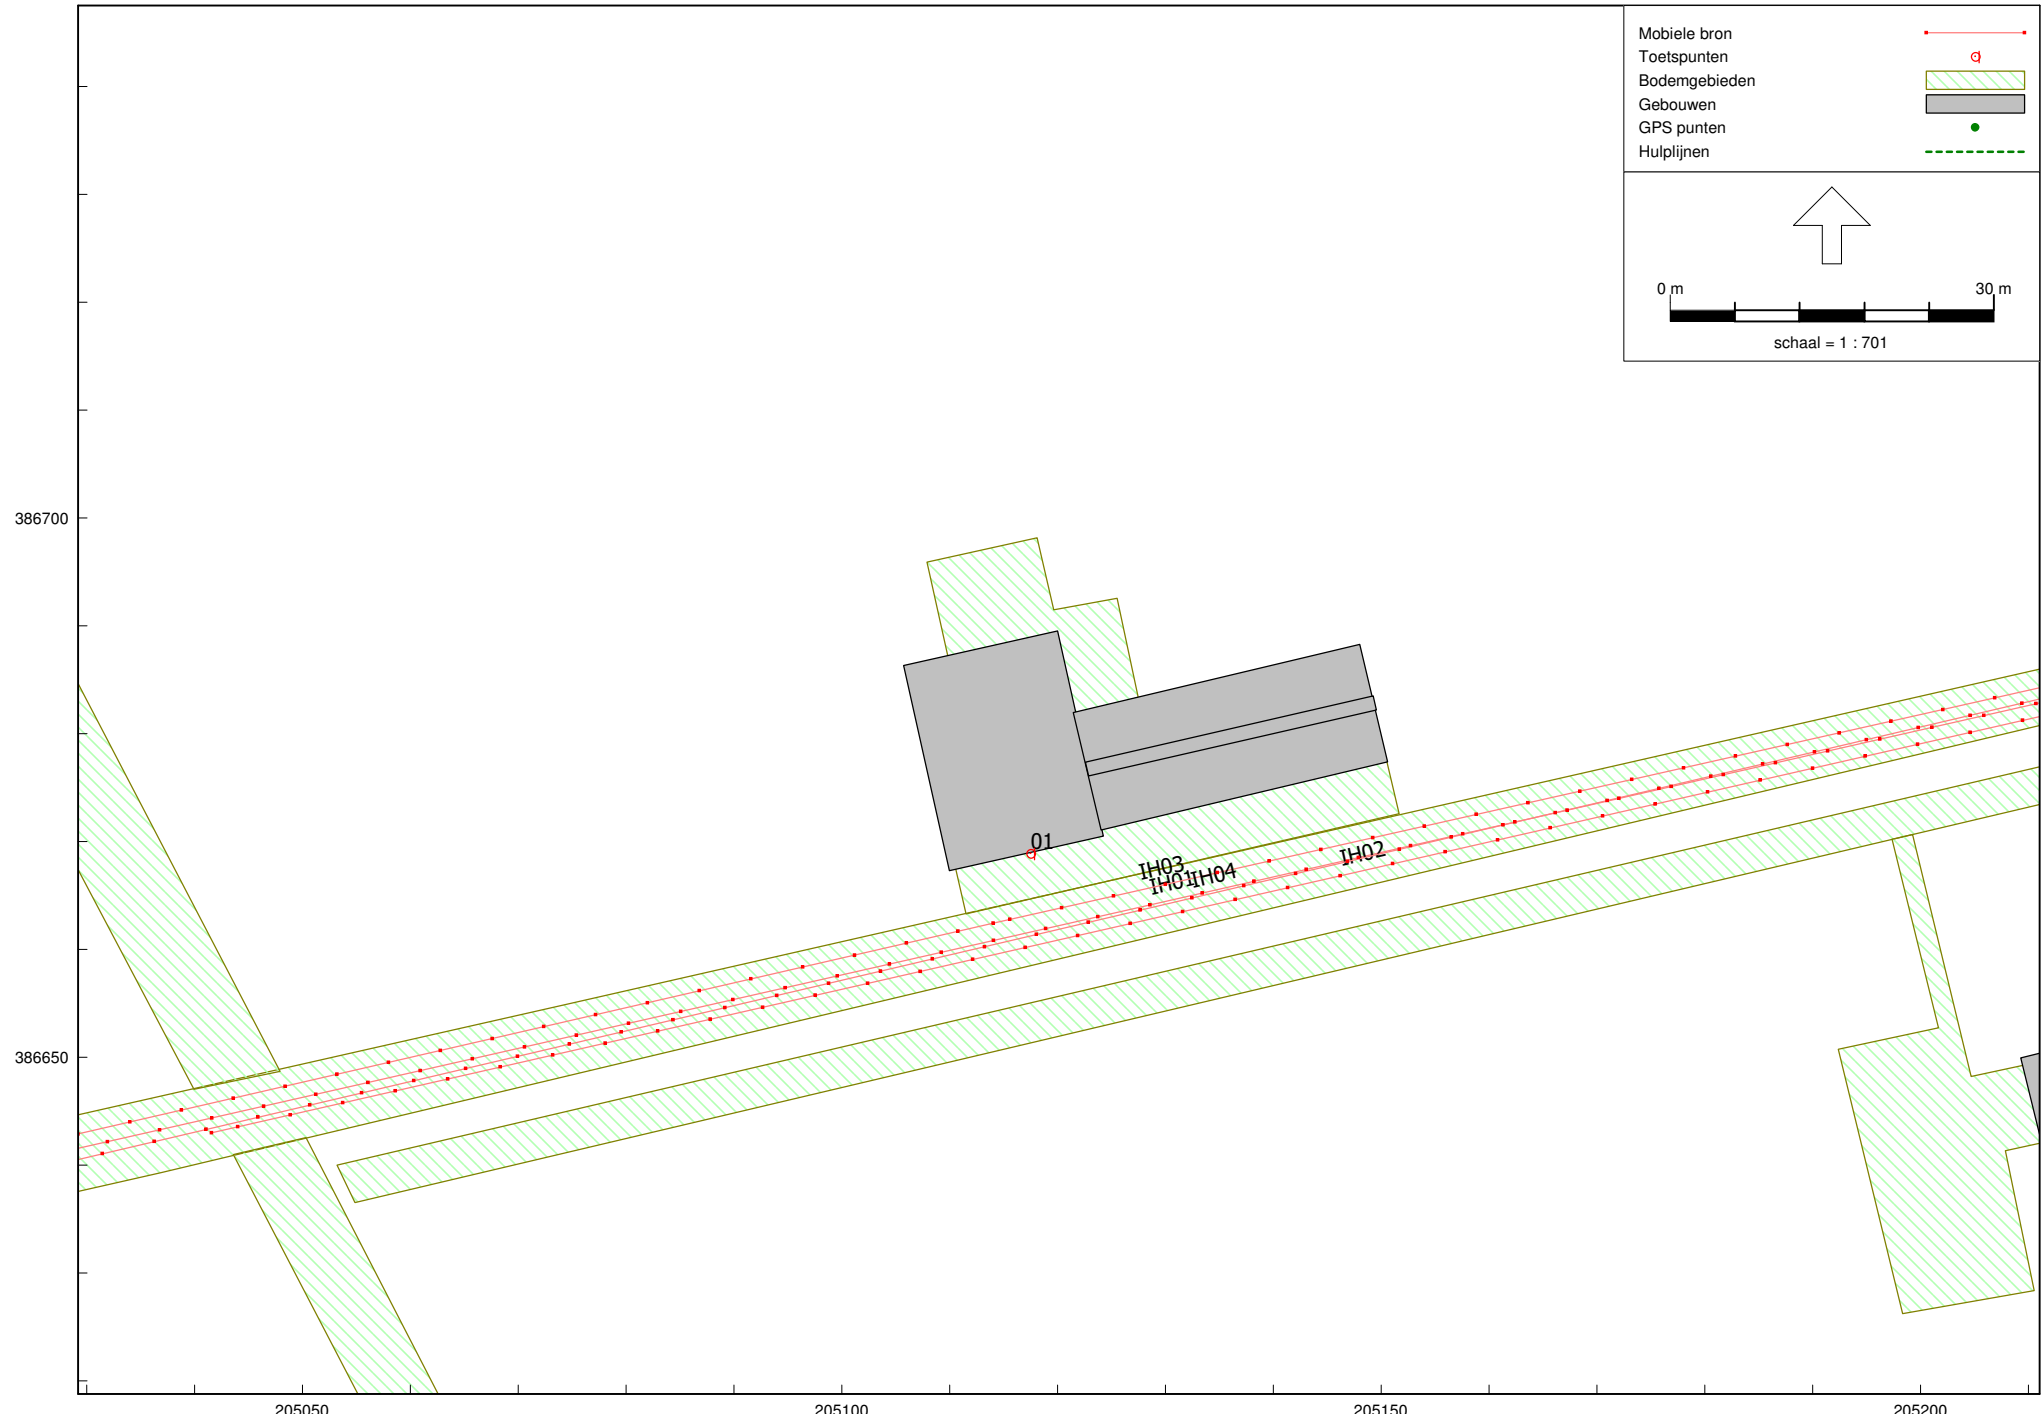 Mobiele bron
Toetspunten
Bodemgebieden
Gebouwen
GPS punten
Hulplijnen
0 m 30 m
schaal = 1 : 701
386700
01
IH03
IH02
IH01
IH04
386650
205050 205100 205150 205200